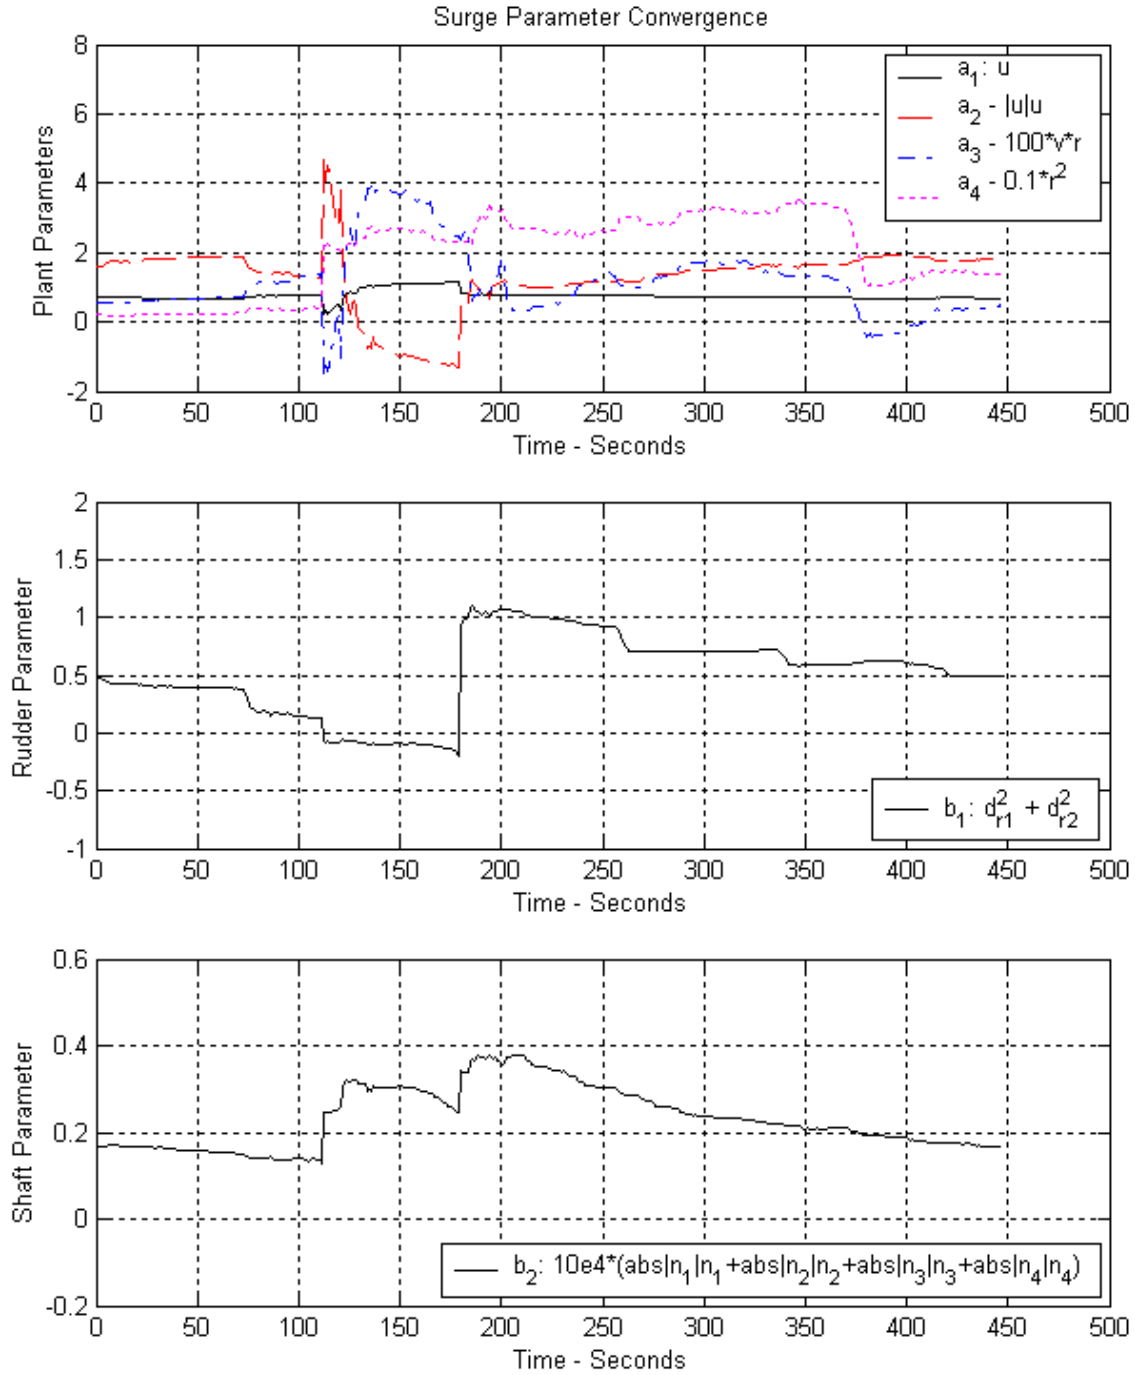 Surge Parameter Convergence
Plant Parameters
8
6
4
2
0
-2
a₁: u
a₂ - |u|u
a₃ - 100*v*r
a₄ - 0.1*r²
0 50 100 150 200 250 300 350 400 450 500
Time - Seconds
Rudder Parameter
2
1.5
1
0.5
0
-0.5
-1
b₁: d²r1 + d²r2
0 50 100 150 200 250 300 350 400 450 500
Time - Seconds
Shaft Parameter
0.6
0.4
0.2
0
-0.2
b₂: 10e4*(abs|n₁|n₁+abs|n₂|n₂+abs|n₃|n₃+abs|n₄|n₄)
0 50 100 150 200 250 300 350 400 450 500
Time - Seconds